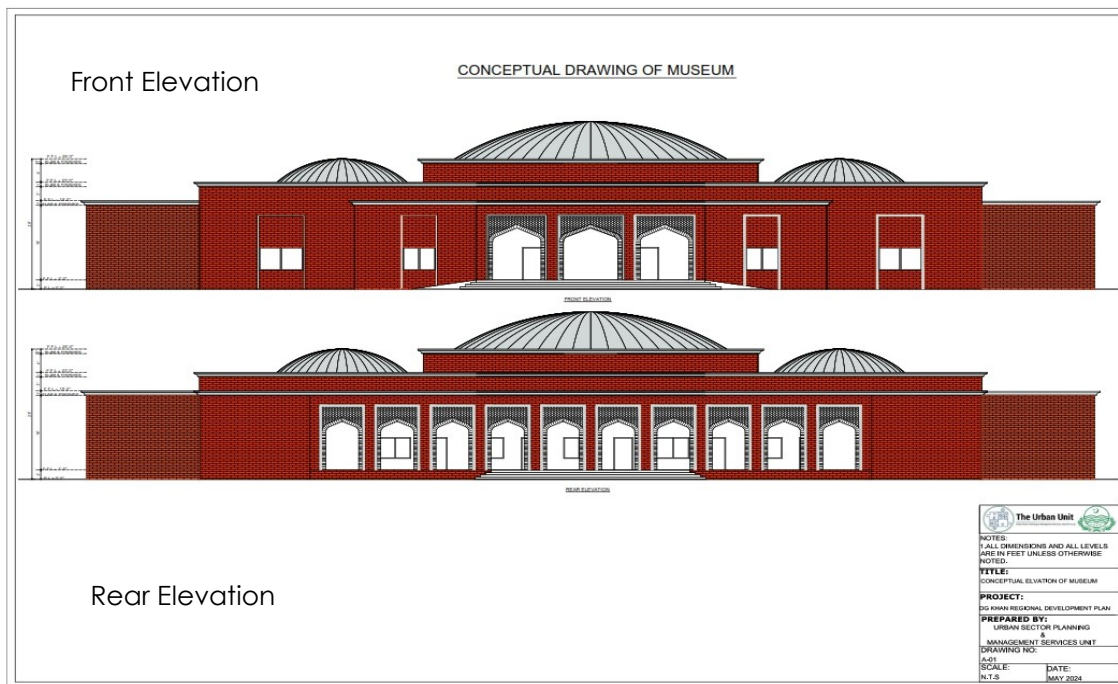 Front Elevation
CONCEPTUAL DRAWING OF MUSEUM
FRONT ELEVATION
REAR ELEVATION
Rear Elevation
The Urban Unit
NOTES:
1.ALL DIMENSIONS AND ALL LEVELS
ARE IN FEET UNLESS OTHERWISE
NOTED.
TITLE:
CONCEPTUAL ELVATION OF MUSEUM
PROJECT:
DG KHAN REGIONAL DEVELOPMENT PLAN
PREPARED BY:
URBAN SECTOR PLANNING
&
MANAGEMENT SERVICES UNIT
DRAWING NO:
A-01
SCALE:
N.T.S
DATE:
MAY 2024